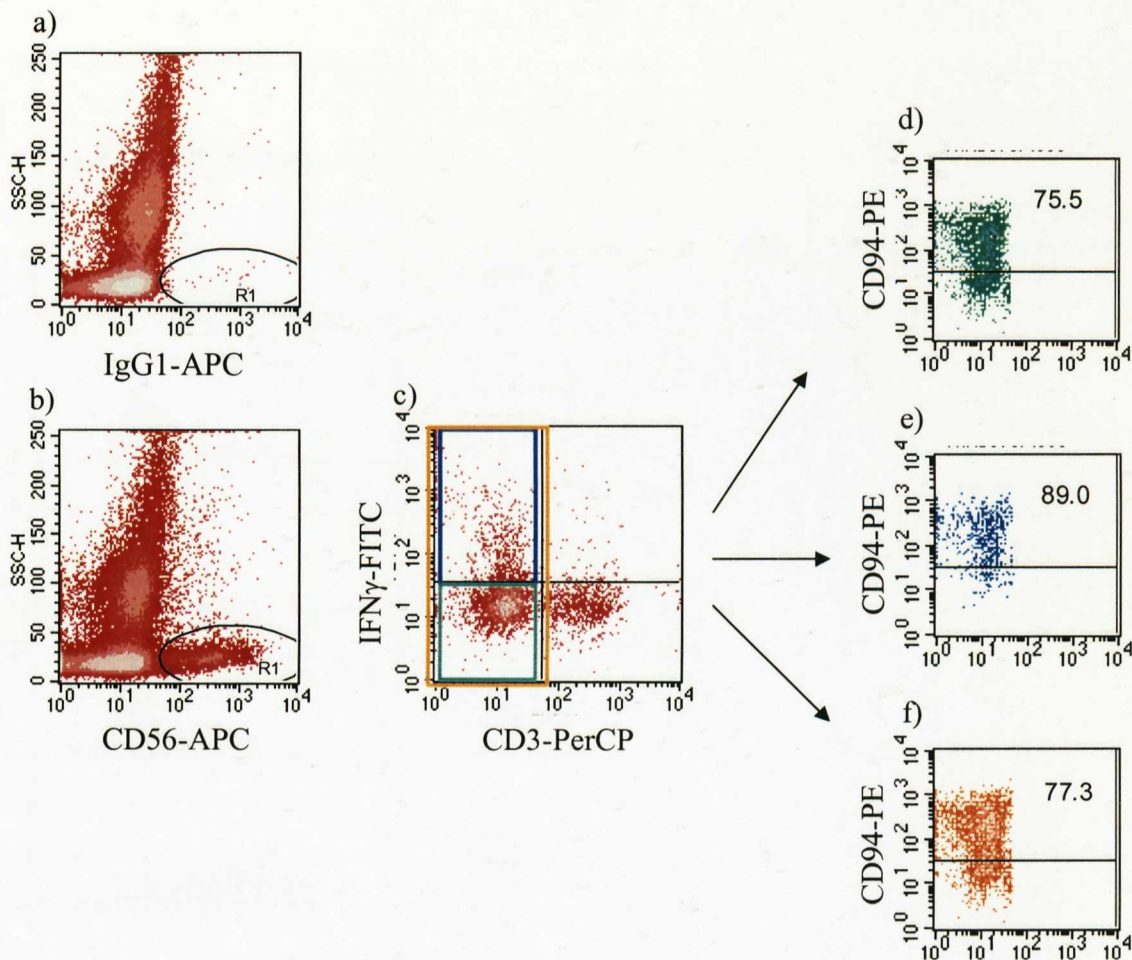 a)
250
200
150
100
50
0
SSC-H
R1
10^0 10^1 10^2 10^3 10^4
IgG1-APC
b)
250
200
150
100
50
0
SSC-H
R1
10^0 10^1 10^2 10^3 10^4
CD56-APC
c)
10^4
10^3
10^2
10^1
10^0
IFNγ-FITC
10^0 10^1 10^2 10^3 10^4
CD3-PerCP
d)
10^4
10^3
10^2
10^1
10^0
CD94-PE
75.5
10^0 10^1 10^2 10^3 10^4
e)
10^4
10^3
10^2
10^1
10^0
CD94-PE
89.0
10^0 10^1 10^2 10^3 10^4
f)
10^4
10^3
10^2
10^1
10^0
CD94-PE
77.3
10^0 10^1 10^2 10^3 10^4